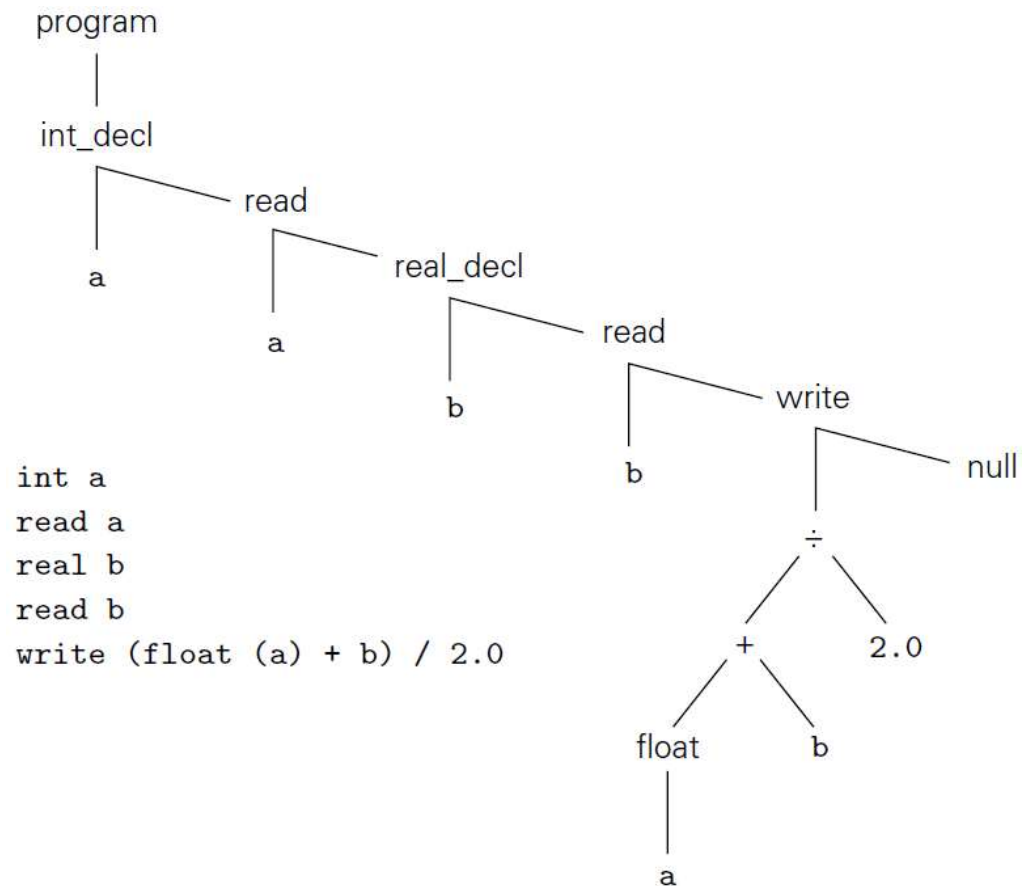 program
int_decl
read
a
real_decl
a
read
b
write
b
null
int a
read a
real b
read b
write (float (a) + b) / 2.0
÷
+
2.0
float
b
a